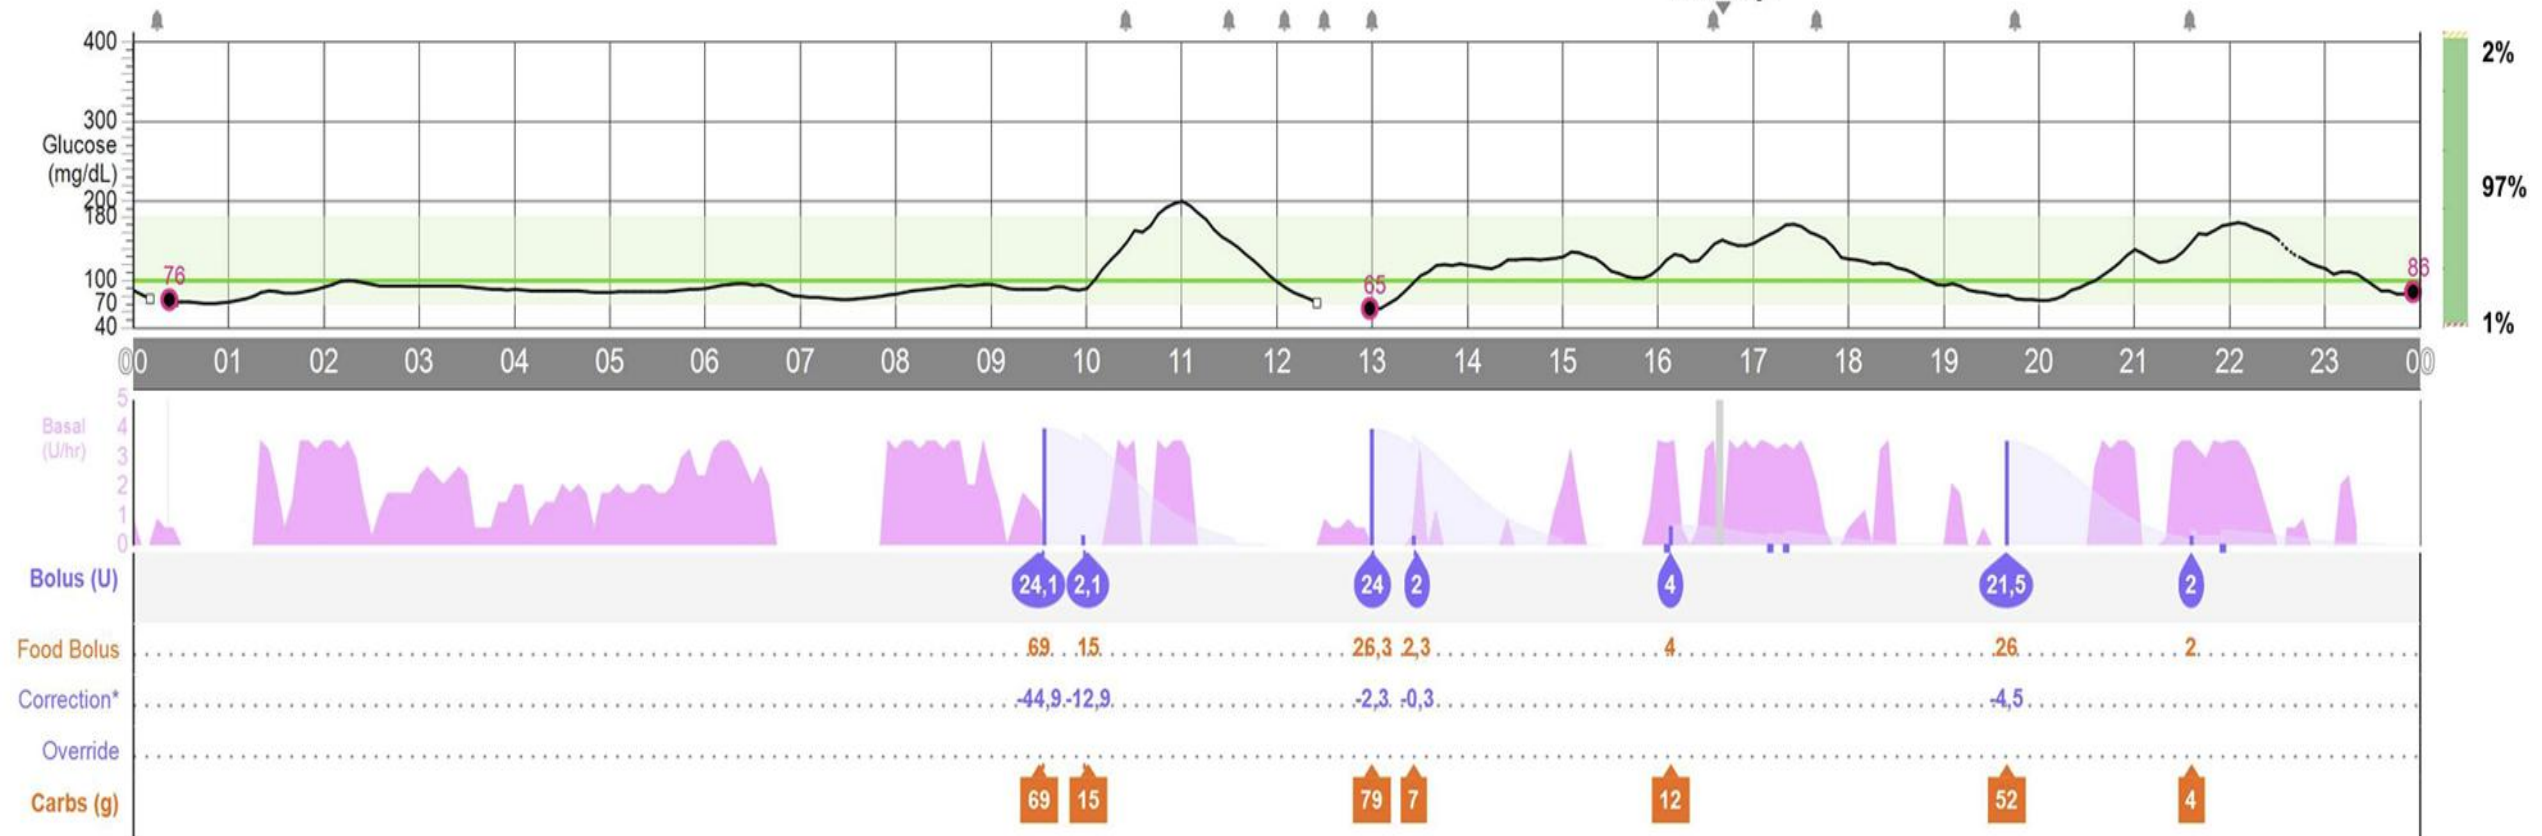 400
300
Glucose
(mg/dL)
200
180
100
70
40
76
65
86
2%
97%
1%
00 01 02 03 04 05 06 07 08 09 10 11 12 13 14 15 16 17 18 19 20 21 22 23 00
Basal
(U/hr)
5
4
3
2
1
0
Bolus (U) 24,1 2,1 24 2 4 21,5 2
Food Bolus 69 15 26,3 2,3 4 26 2
Correction* -44,9 -12,9 -2,3 -0,3 -4,5
Override
Carbs (g) 69 15 79 7 12 52 4